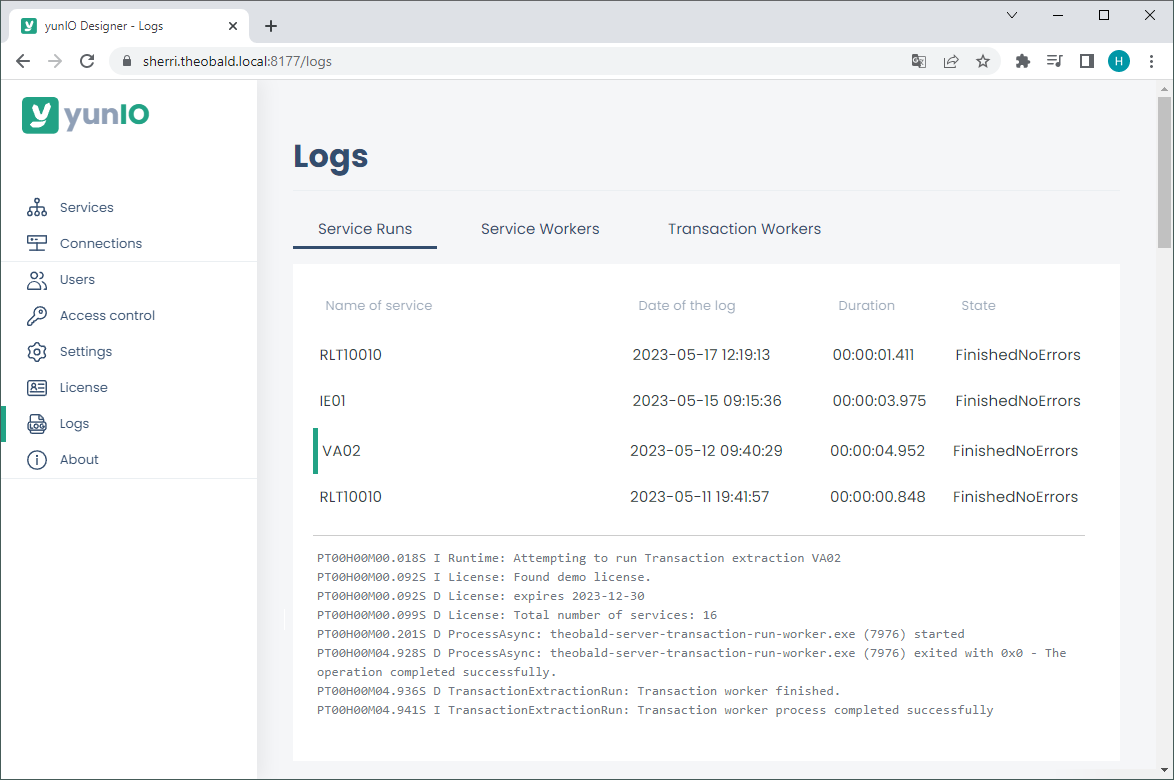 yunIO Designer - Logs
sherri.theobald.local:8177/logs
H
yunIO
Services
Connections
Users
Access control
Settings
License
Logs
About
Logs
Service Runs Service Workers Transaction Workers
Name of service Date of the log Duration State
RLT10010 2023-05-17 12:19:13 00:00:01.411 FinishedNoErrors
IE01 2023-05-15 09:15:36 00:00:03.975 FinishedNoErrors
VA02 2023-05-12 09:40:29 00:00:04.952 FinishedNoErrors
RLT10010 2023-05-11 19:41:57 00:00:00.848 FinishedNoErrors
PT00H00M00.018S I Runtime: Attempting to run Transaction extraction VA02
PT00H00M00.092S I License: Found demo license.
PT00H00M00.092S D License: expires 2023-12-30
PT00H00M00.099S D License: Total number of services: 16
PT00H00M00.201S D ProcessAsync: theobald-server-transaction-run-worker.exe (7976) started
PT00H00M04.928S D ProcessAsync: theobald-server-transaction-run-worker.exe (7976) exited with 0x0 - The
operation completed successfully.
PT00H00M04.936S D TransactionExtractionRun: Transaction worker finished.
PT00H00M04.941S I TransactionExtractionRun: Transaction worker process completed successfully